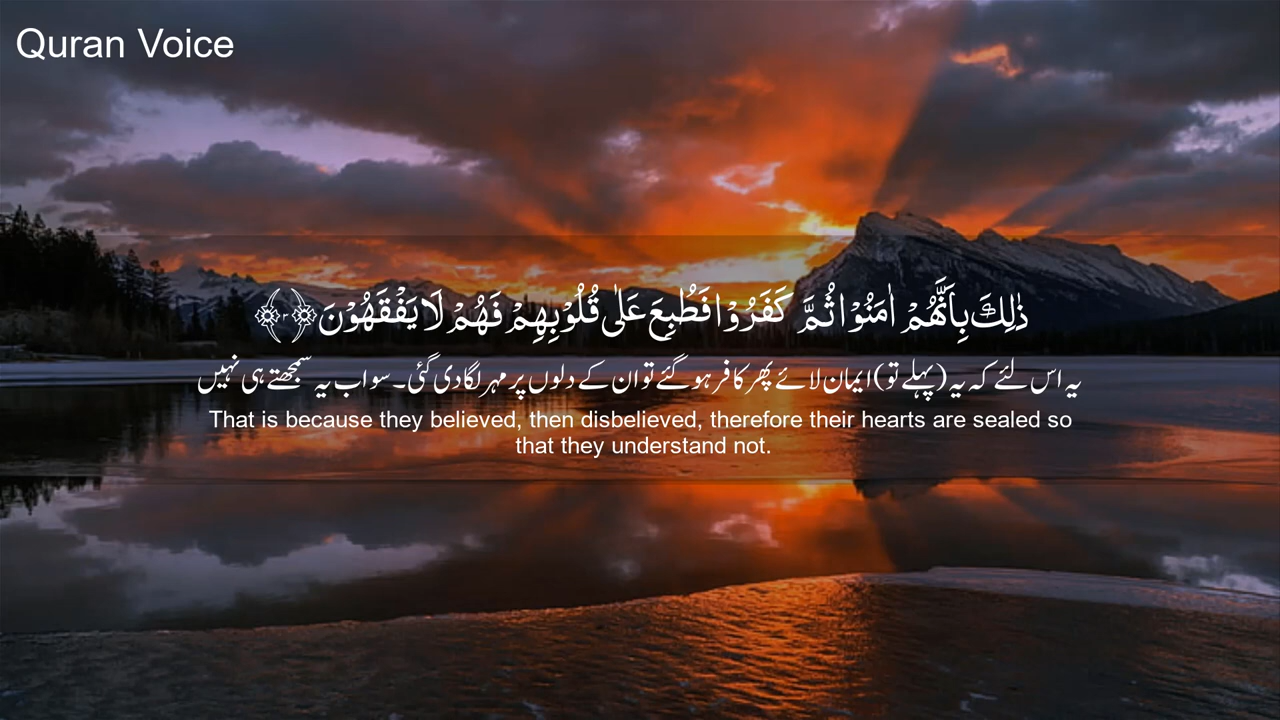 Quran Voice
ذٰلِكَ بِاَنَّهُمْ اٰمَنُوْا ثُمَّ كَفَرُوْا فَطُبِعَ عَلٰى قُلُوْبِهِمْ فَهُمْ لَا يَفْقَهُوْنَ ﴿۳﴾
یہ اس لئے کہ یہ (پہلے تو) ایمان لائے پھر کافر ہو گئے تو ان کے دلوں پر مہر لگادی گئی۔ سو اب یہ سمجھتے ہی نہیں
That is because they believed, then disbelieved, therefore their hearts are sealed so
that they understand not.